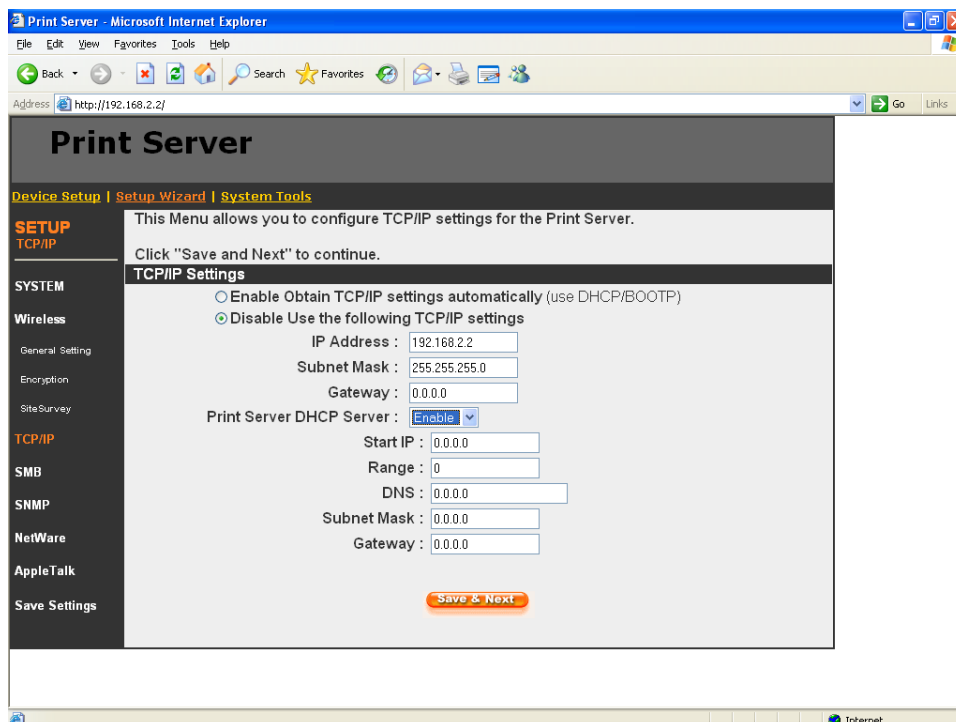 Print Server - Microsoft Internet Explorer
File Edit View Favorites Tools Help
Back Search Favorites
Address http://192.168.2.2/ Go Links
Print Server
Device Setup | Setup Wizard | System Tools
SETUP
TCP/IP
SYSTEM
Wireless
General Setting
Encryption
SiteSurvey
TCP/IP
SMB
SNMP
NetWare
AppleTalk
Save Settings
This Menu allows you to configure TCP/IP settings for the Print Server.
Click "Save and Next" to continue.
TCP/IP Settings
Enable Obtain TCP/IP settings automatically (use DHCP/BOOTP)
Disable Use the following TCP/IP settings
IP Address : 192.168.2.2
Subnet Mask : 255.255.255.0
Gateway : 0.0.0.0
Print Server DHCP Server : Enable
Start IP : 0.0.0.0
Range : 0
DNS : 0.0.0.0
Subnet Mask : 0.0.0.0
Gateway : 0.0.0.0
Save & Next
Internet